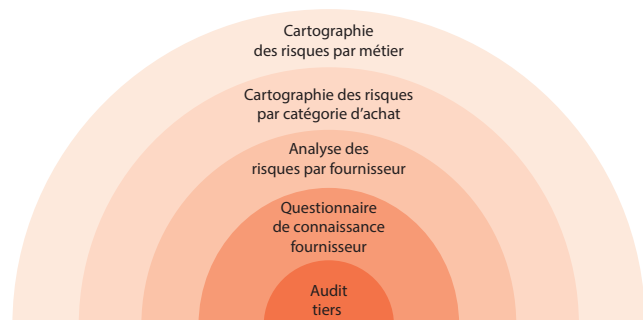 Cartographie
des risques par métier
Cartographie des risques
par catégorie d'achat
Analyse des
risques par fournisseur
Questionnaire
de connaissance
fournisseur
Audit
tiers